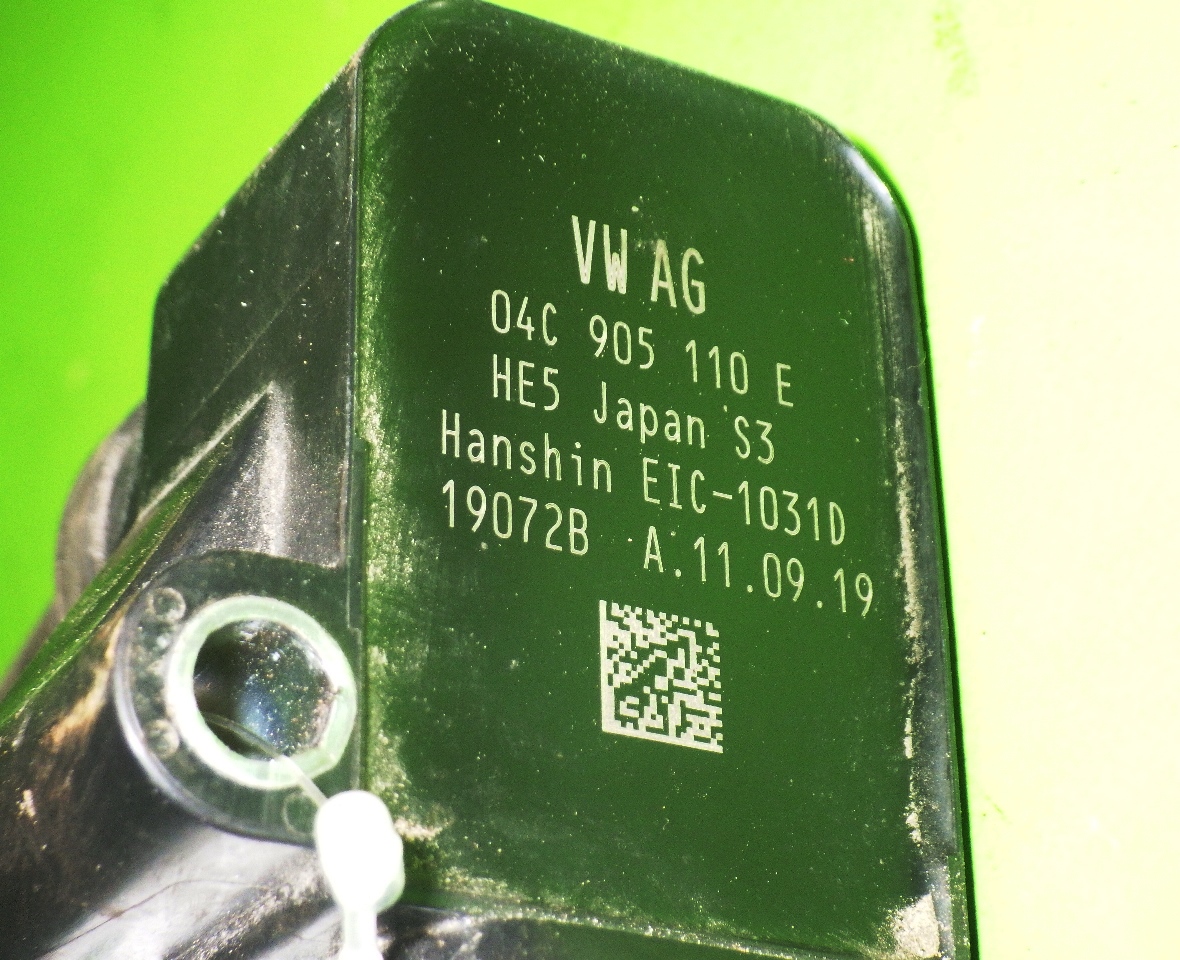 VW AG
04C 905 110 E
HE5 Japan S3
Hanshin EIC-1031D
19072B A.11.09.19